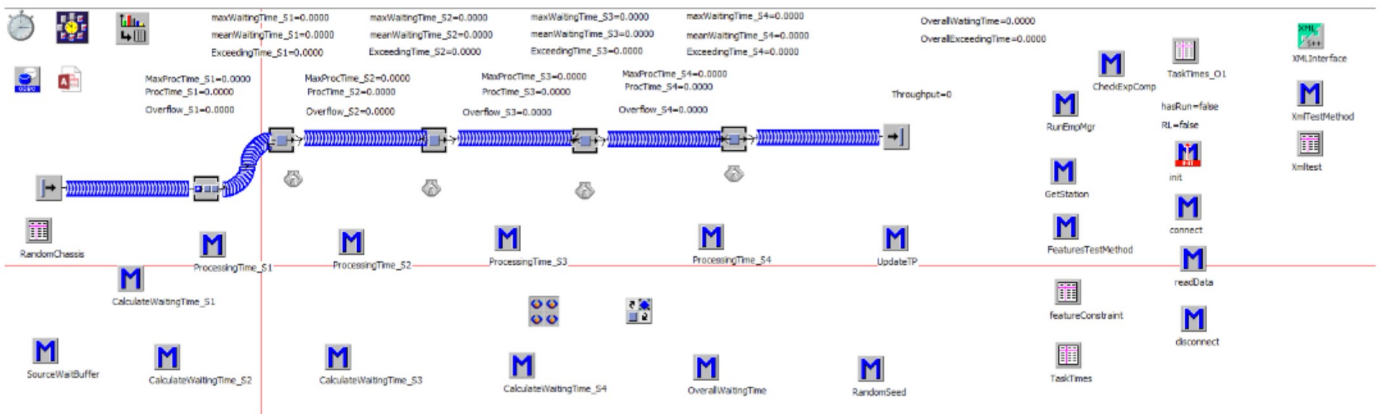 maxWaitingTime_S1=0.0000
meanWaitingTime_S1=0.0000
ExceedingTime_S1=0.0000
maxWaitingTime_S2=0.0000
meanWaitingTime_S2=0.0000
ExceedingTime_S2=0.0000
maxWaitingTime_S3=0.0000
meanWaitingTime_S3=0.0000
ExceedingTime_S3=0.0000
maxWaitingTime_S4=0.0000
meanWaitingTime_S4=0.0000
ExceedingTime_S4=0.0000
OverallWatingTime=0.0000
OverallExceedingTime=0.0000
MaxProcTime_S1=0.0000
ProcTime_S1=0.0000
Overflow_S1=0.0000
MaxProcTime_S2=0.0000
ProcTime_S2=0.0000
Overflow_S2=0.0000
MaxProcTime_S3=0.0000
ProcTime_S3=0.0000
Overflow_S3=0.0000
MaxProcTime_S4=0.0000
ProcTime_S4=0.0000
Overflow_S4=0.0000
Throughput=0
CheckExpComp
TaskTimes_O1
XMLInterface
hasRun=false
RunEmpMgr
RL=false
XmlTestMethod
init
Xmltest
GetStation
connect
RandomChassis
ProcessingTime_S1
ProcessingTime_S2
ProcessingTime_S3
ProcessingTime_S4
UpdateTP
FeaturesTestMethod
readData
CalculateWaitingTime_S1
featureConstraint
disconnect
SourceWaitBuffer
CalculateWaitingTime_S2
CalculateWaitingTime_S3
CalculateWaitingTime_S4
OverallWaitingTime
RandomSeed
TaskTimes